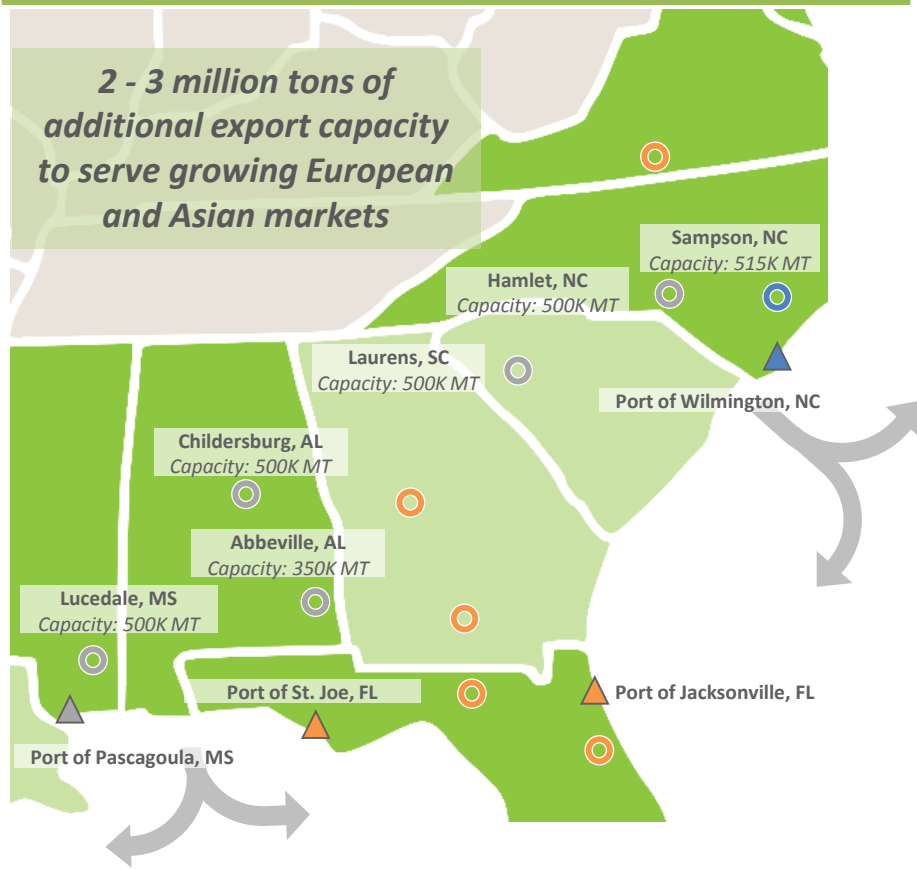 2 - 3 million tons of
additional export capacity
to serve growing European
and Asian markets
Sampson, NC
Capacity: 515K MT
Hamlet, NC
Capacity: 500K MT
Laurens, SC
Capacity: 500K MT
Port of Wilmington, NC
Childersburg, AL
Capacity: 500K MT
Abbeville, AL
Capacity: 350K MT
Lucedale, MS
Capacity: 500K MT
Port of St. Joe, FL
Port of Jacksonville, FL
Port of Pascagoula, MS